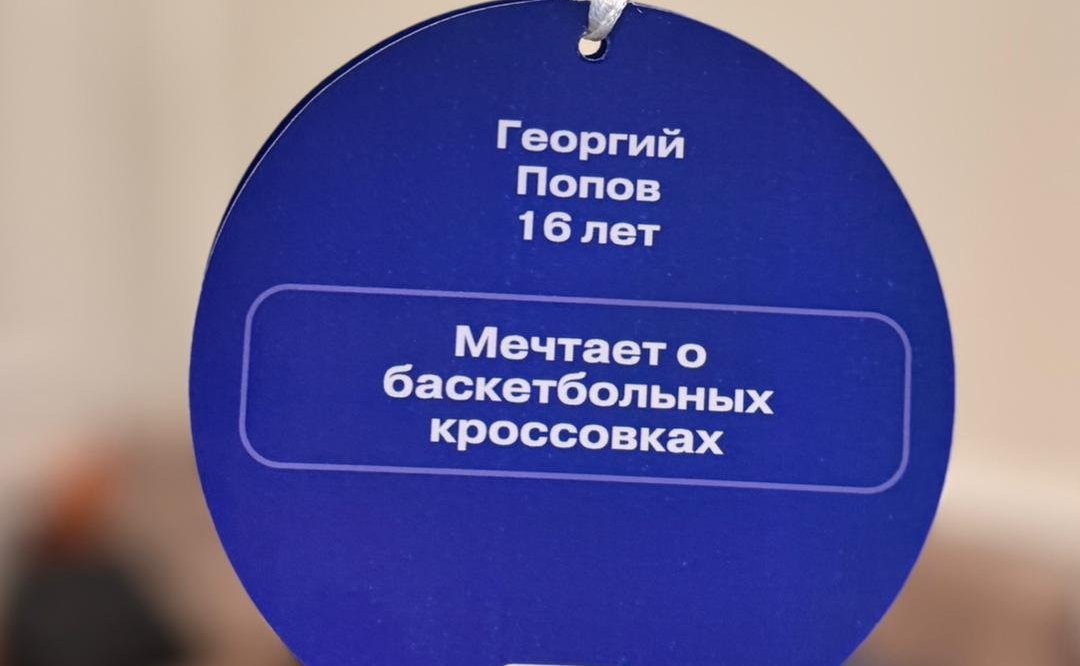 Георгий
Попов
16 лет
Мечтает о
баскетбольных
кроссовках